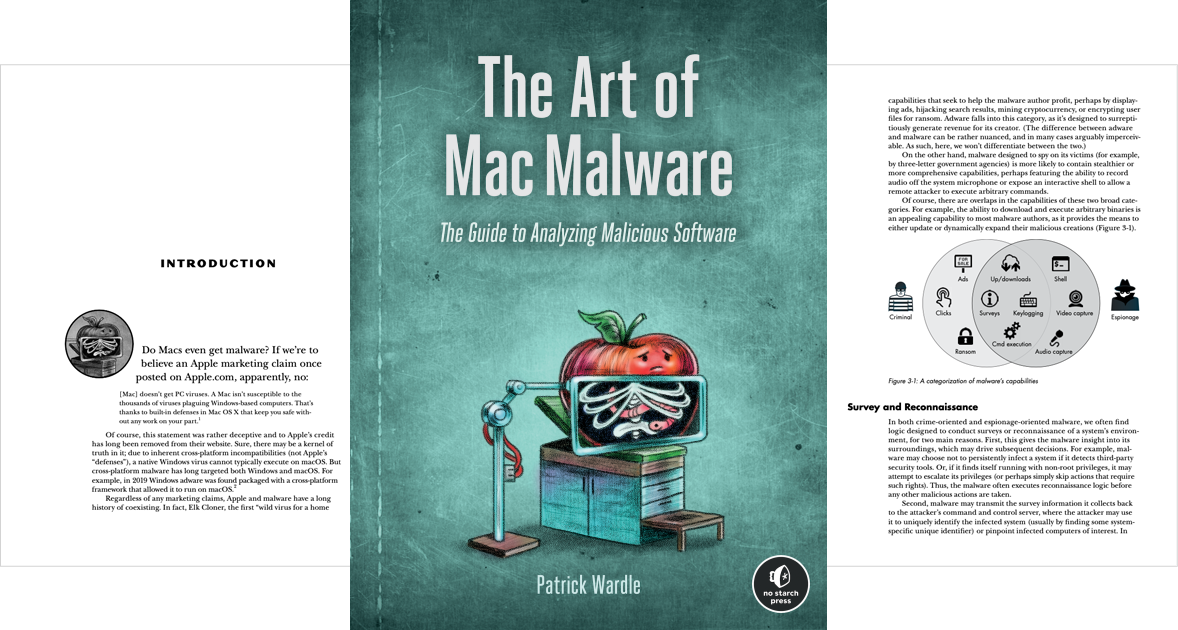 INTRODUCTION
Do Macs even get malware? If we're to
believe an Apple marketing claim once
posted on Apple.com, apparently, no:
[Mac] doesn't get PC viruses. A Mac isn't susceptible to the
thousands of viruses plaguing Windows-based computers. That's
thanks to built-in defenses in Mac OS X that keep you safe with-
out any work on your part.1
Of course, this statement was rather deceptive and to Apple's credit
has long been removed from their website. Sure, there may be a kernel of
truth in it; due to inherent cross-platform incompatibilities (not Apple's
“defenses”), a native Windows virus cannot typically execute on macOS. But
cross-platform malware has long targeted both Windows and macOS. For
example, in 2019 Windows adware was found packaged with a cross-platform
framework that allowed it to run on macOS.2
Regardless of any marketing claims, Apple and malware have a long
history of coexisting. In fact, Elk Cloner, the first “wild virus for a home
The Art of
Mac Malware
The Guide to Analyzing Malicious Software
Patrick Wardle
no starch
press
capabilities that seek to help the malware author profit, perhaps by display-
ing ads, hijacking search results, mining cryptocurrency, or encrypting user
files for ransom. Adware falls into this category, as it's designed to surrepti-
tiously generate revenue for its creator. (The difference between adware
and malware can be rather nuanced, and in many cases arguably imperceiv-
able. As such, here, we won't differentiate between the two.)
On the other hand, malware designed to spy on its victims (for example,
by three-letter government agencies) is more likely to contain stealthier or
more comprehensive capabilities, perhaps featuring the ability to record
audio off the system microphone or expose an interactive shell to allow a
remote attacker to execute arbitrary commands.
Of course, there are overlaps in the capabilities of these two broad cate-
gories. For example, the ability to download and execute arbitrary binaries is
an appealing capability to most malware authors, as it provides the means to
either update or dynamically expand their malicious creations (Figure 3-1).
FOR
SALE
Ads
Up/downloads
Shell
Criminal
Clicks
Surveys
Keylogging
Video capture
Espionage
Ransom
Cmd execution
Audio capture
Figure 3-1: A categorization of malware's capabilities
Survey and Reconnaissance
In both crime-oriented and espionage-oriented malware, we often find
logic designed to conduct surveys or reconnaissance of a system's environ-
ment, for two main reasons. First, this gives the malware insight into its
surroundings, which may drive subsequent decisions. For example, mal-
ware may choose not to persistently infect a system if it detects third-party
security tools. Or, if it finds itself running with non-root privileges, it may
attempt to escalate its privileges (or perhaps simply skip actions that require
such rights). Thus, the malware often executes reconnaissance logic before
any other malicious actions are taken.
Second, malware may transmit the survey information it collects back
to the attacker's command and control server, where the attacker may use
it to uniquely identify the infected system (usually by finding some system-
specific unique identifier) or pinpoint infected computers of interest. In